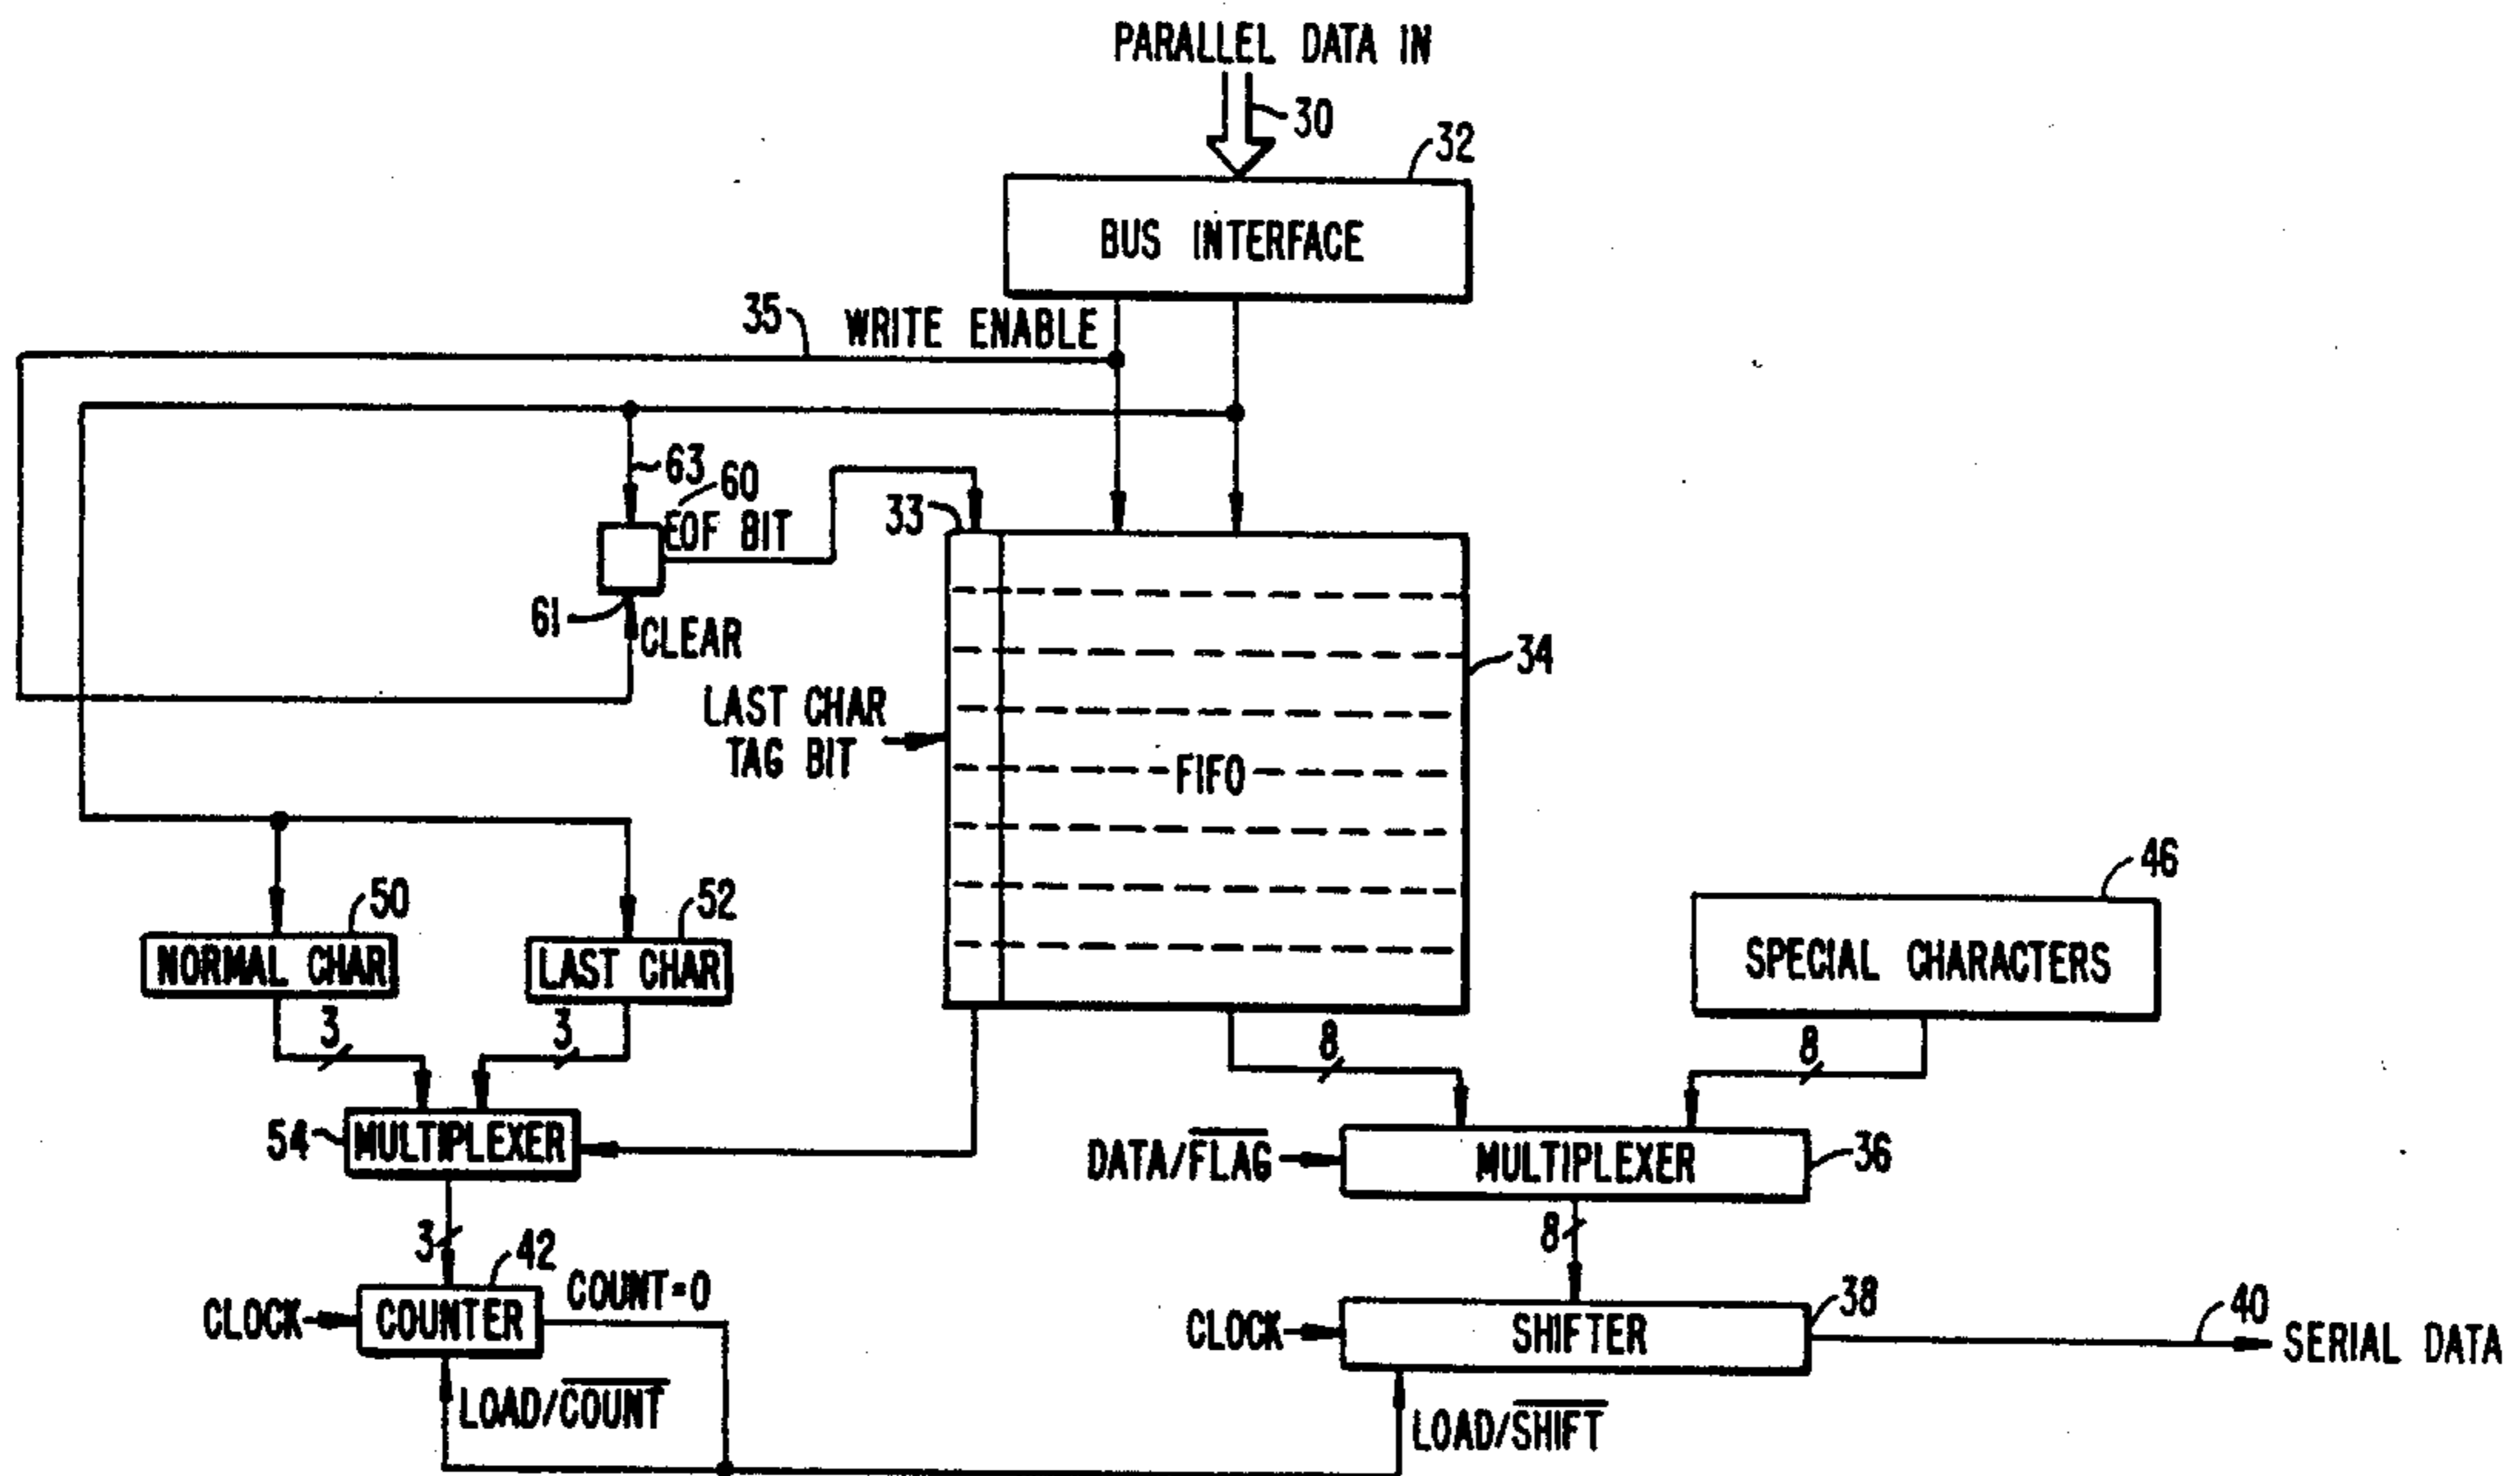 PARALLEL DATA IN
30
32
BUS INTERFACE
35
WRITE ENABLE
63
60
EOF BIT
33
61
CLEAR
34
LAST CHAR
TAG BIT
FIFO
46
50
52
NORMAL CHAR
LAST CHAR
SPECIAL CHARACTERS
3
3
8
8
54
MULTIPLEXER
DATA/FLAG
MULTIPLEXER
36
3
42
8
COUNT=0
38
40
CLOCK
COUNTER
CLOCK
SHIFTER
SERIAL DATA
LOAD/COUNT
LOAD/SHIFT